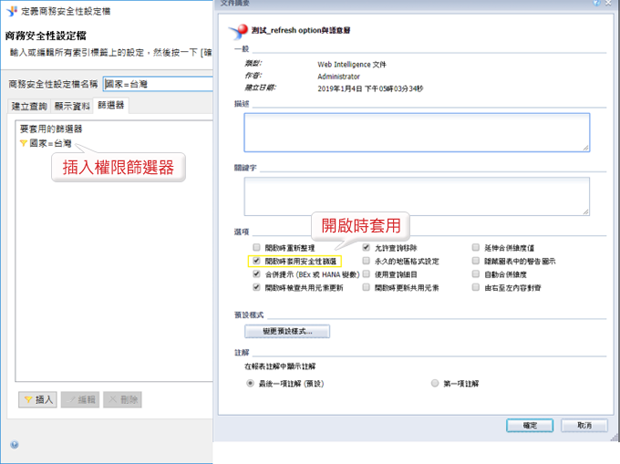 定義商務安全性設定檔
商務安全性設定檔
輸入或編輯所有索引標籤上的設定，然後按一下 [確
商務安全性設定檔名稱
國家=台灣
建立查詢
顯示資料
篩選器
要套用的篩選器
國家=台灣
插入權限篩選器
插入
編輯
刪除
文件摘要
測試_refresh option與語意層
一般
類型:
Web Intelligence 文件
作者:
Administrator
建立日期:
2019年1月4日 下午05時03分34秒
描述
關鍵字
開啟時套用
選項
開啟時重新整理
允許查詢移除
延伸合併維度值
開啟時套用安全性篩選
永久的地區格式設定
隱藏圖表中的警告圖示
合併提示 (BEx 或 HANA 變數)
使用查詢細目
自動合併維度
開啟時檢查共用元素更新
開啟時更新共用元素
由右至左內容對齊
預設樣式
變更預設樣式...
註解
在報表註解中顯示註解
最後一項註解 (預設)
第一項註解
確定
取消